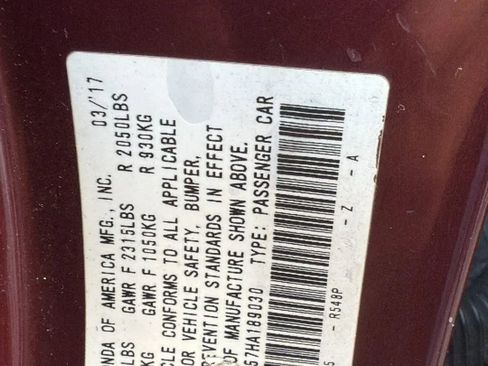 NDA OF AMERICA MFG., INC. 03/'17
LBS GAWR F 2315LBS R 2050LBS
KG GAWR F 1050KG R 930KG
CLE CONFORMS TO ALL APPLICABLE
OR VEHICLE SAFETY, BUMPER,
REVENTION STANDARDS IN EFFECT
OF MANUFACTURE SHOWN ABOVE.
57HA189030 TYPE: PASSENGER CAR
- R548P - Z - A